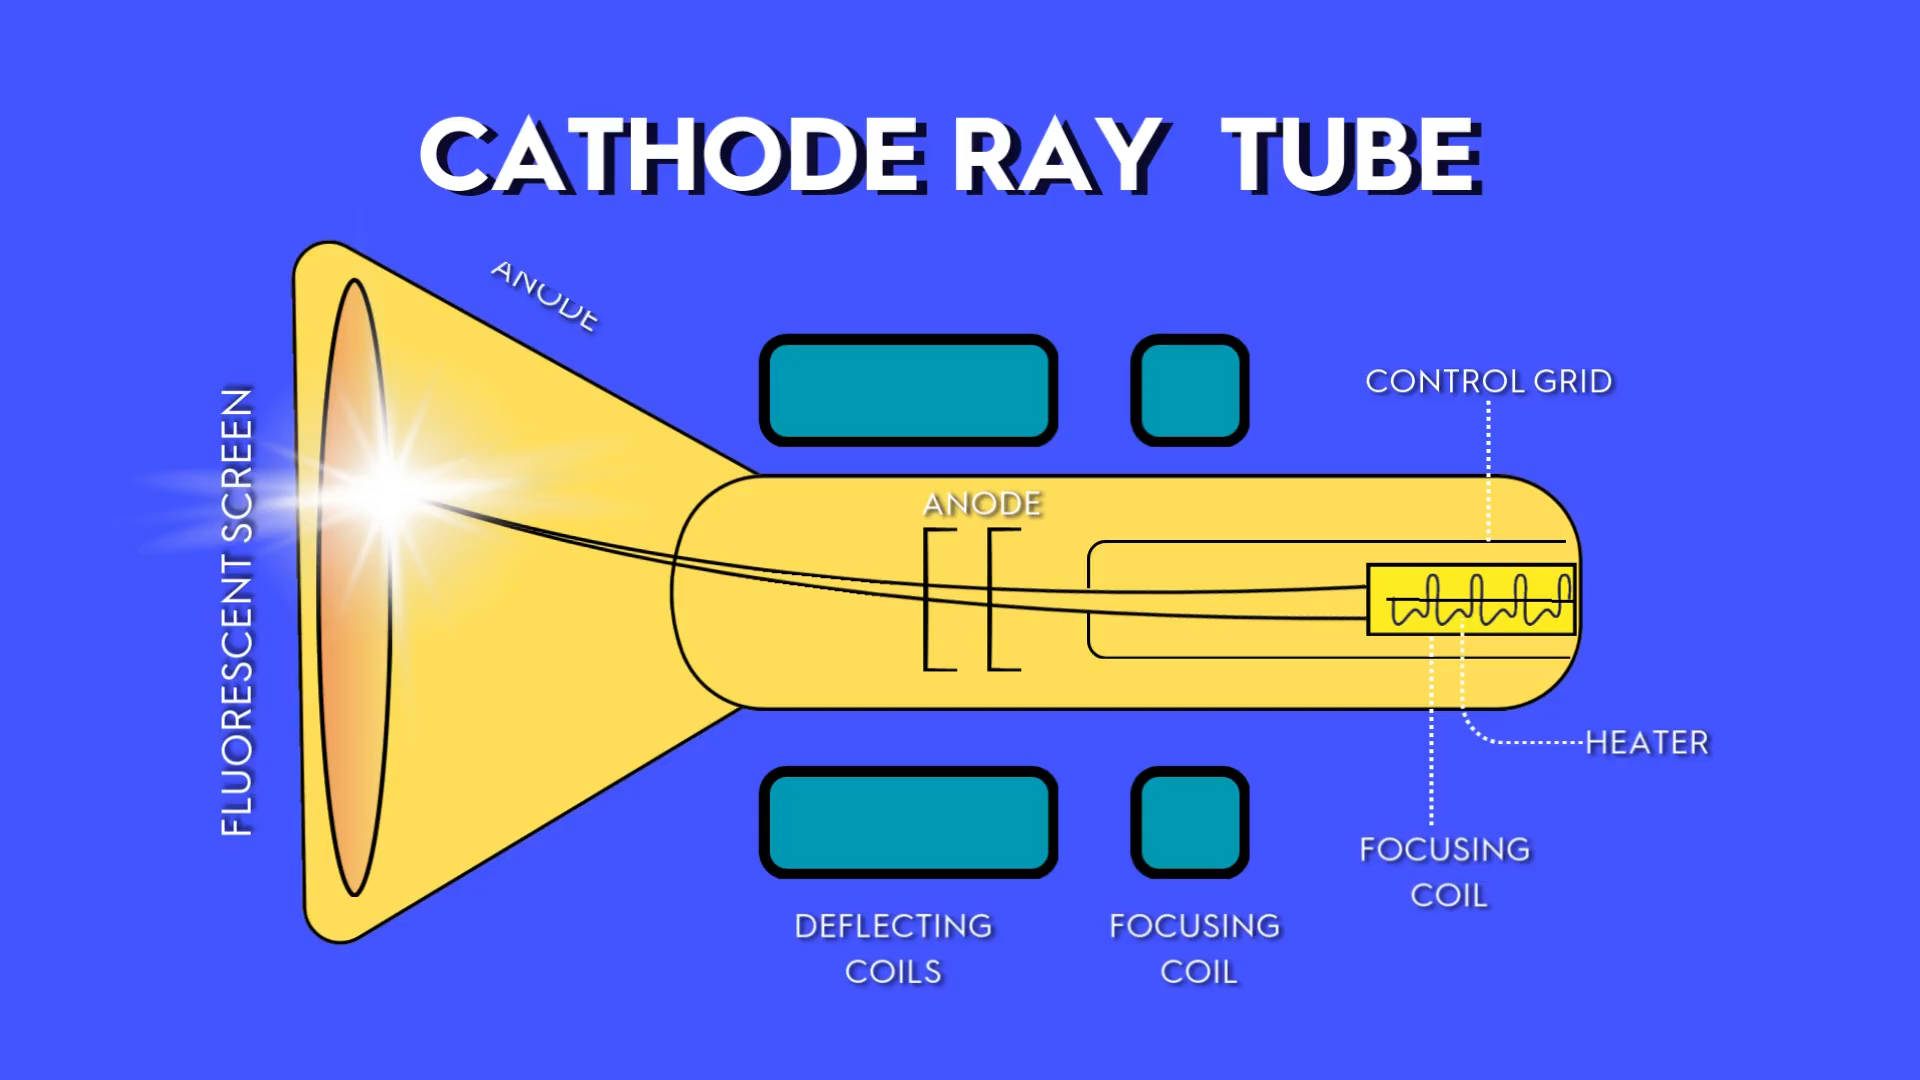 CATHODE RAY TUBE
ANODE
CONTROL GRID
FLUORESCENT SCREEN
ANODE
HEATER
FOCUSING
COIL
DEFLECTING
COILS
FOCUSING
COIL